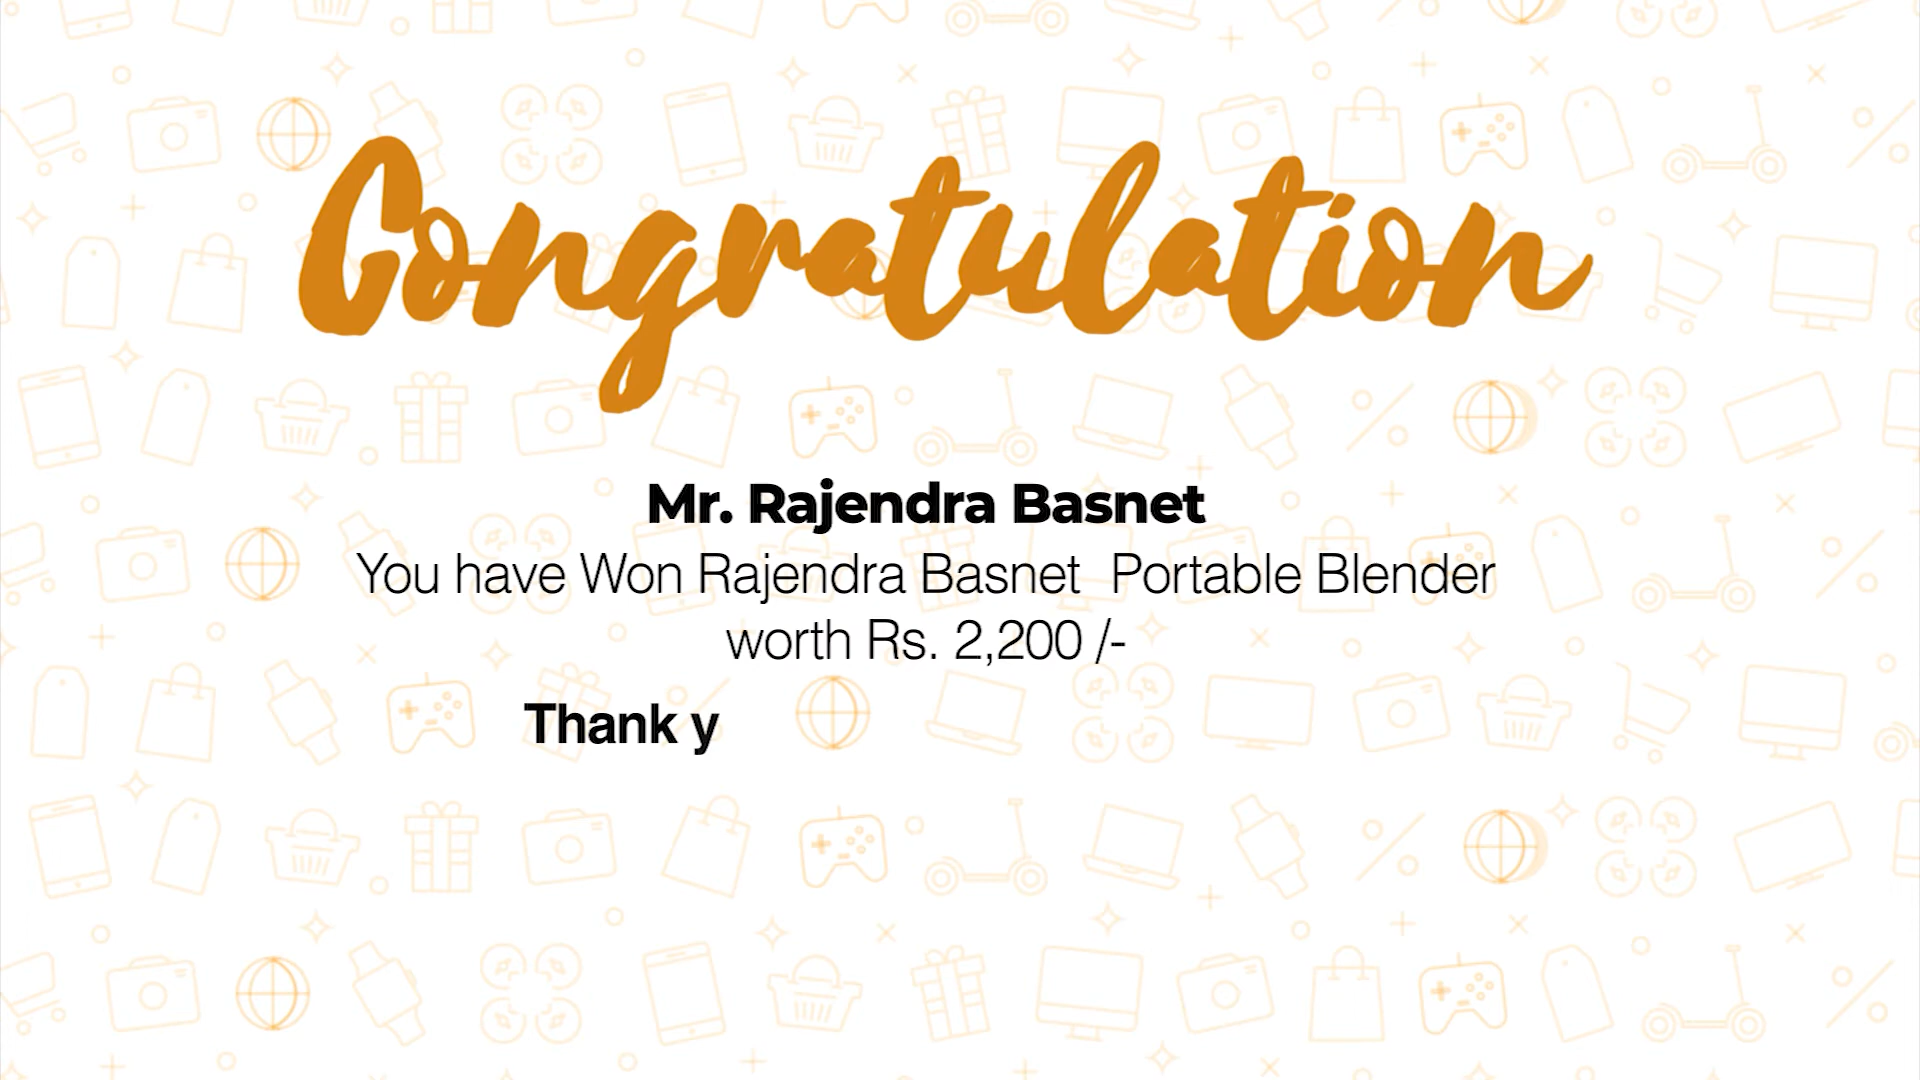 Congratulation
Mr. Rajendra Basnet
You have Won Rajendra Basnet  Portable Blender
worth Rs. 2,200 /-
Thank y